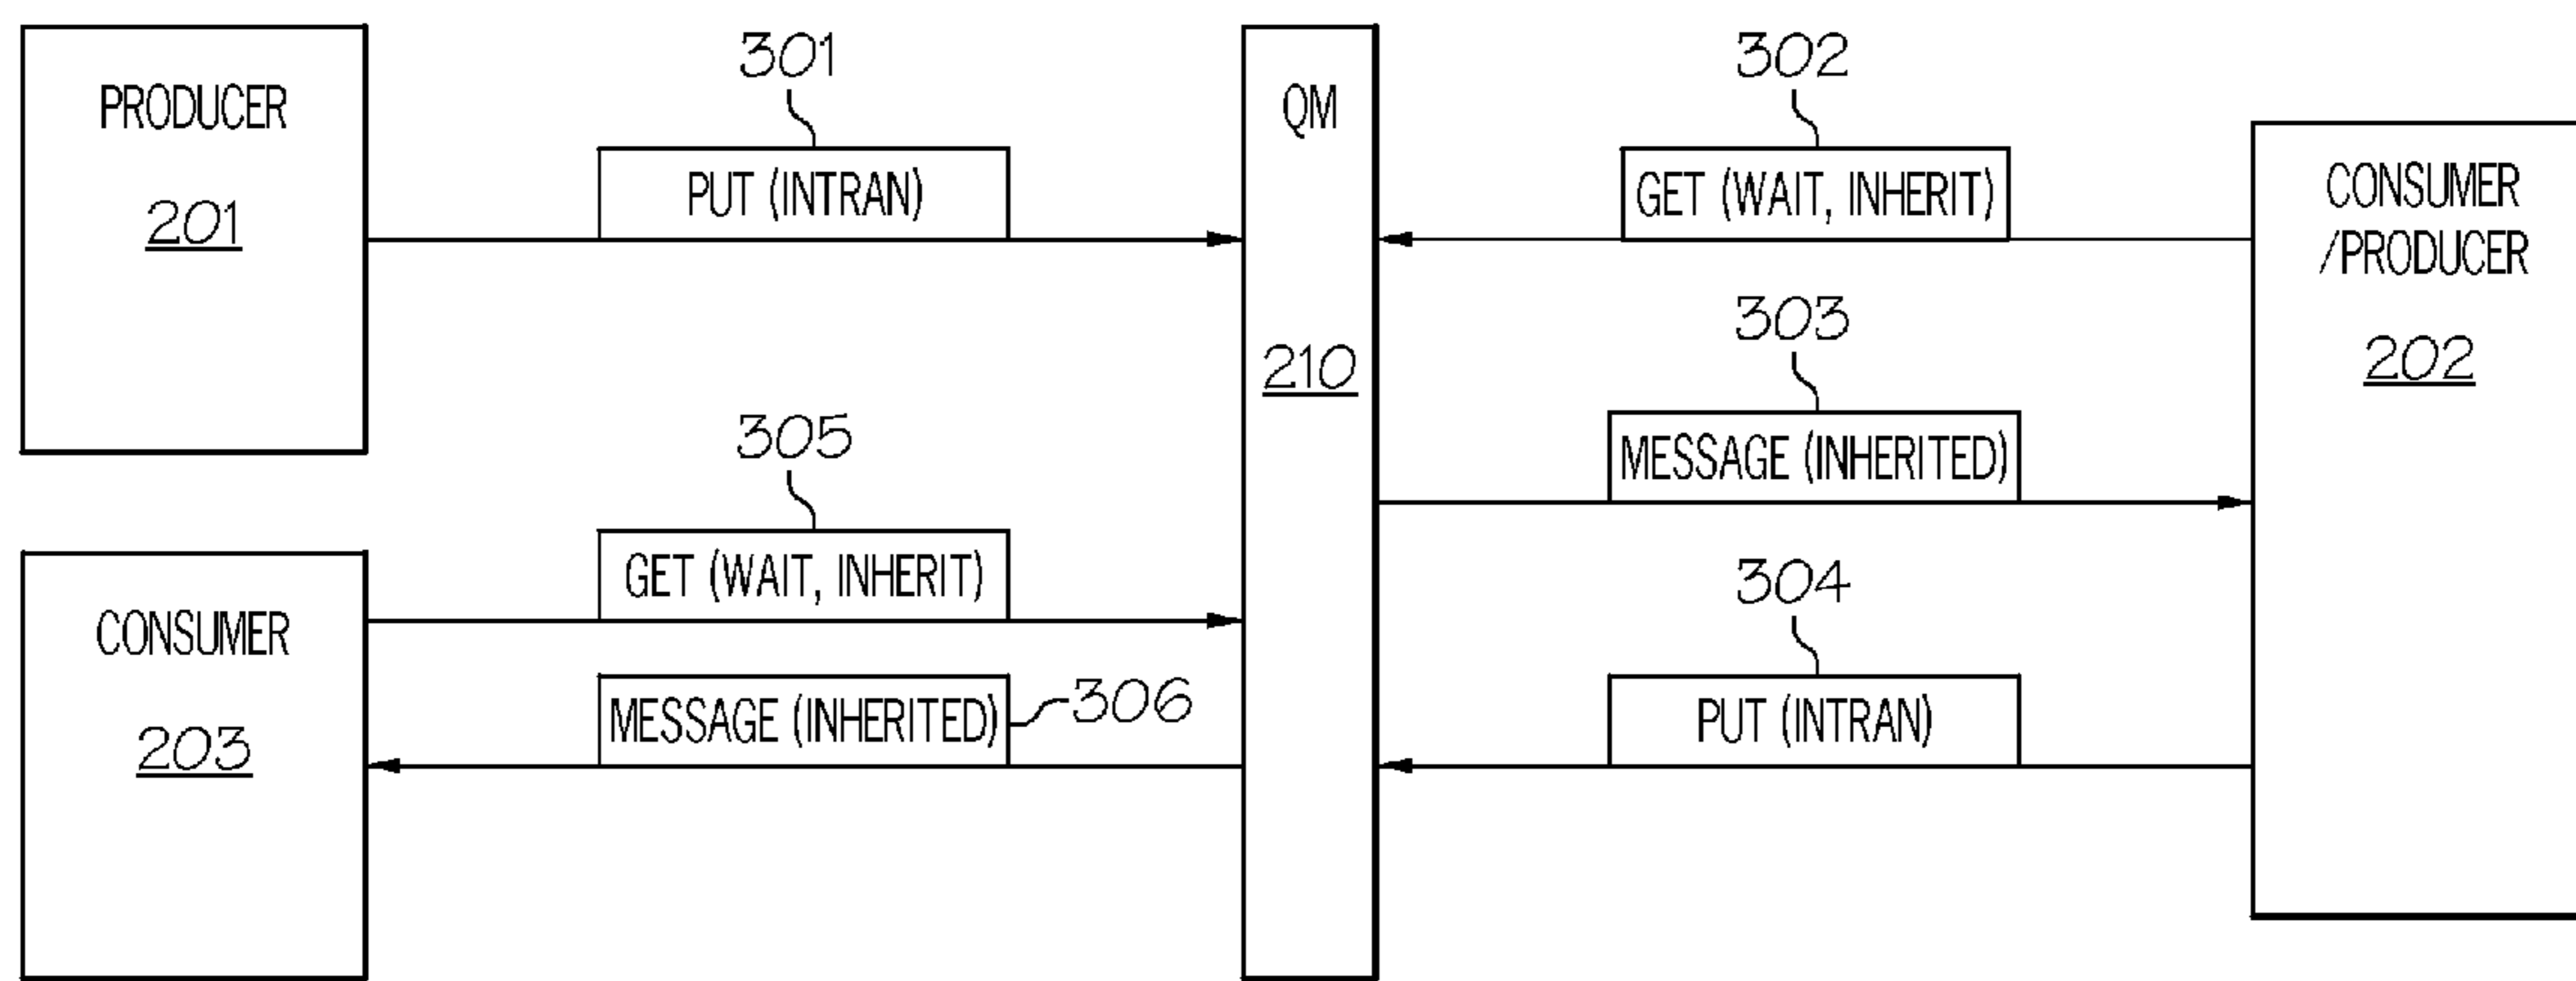 PRODUCER
201
301
PUT (INTRAN)
QM
210
302
GET (WAIT, INHERIT)
CONSUMER
/PRODUCER
202
303
MESSAGE (INHERITED)
305
GET (WAIT, INHERIT)
CONSUMER
203
304
PUT (INTRAN)
MESSAGE (INHERITED)
306